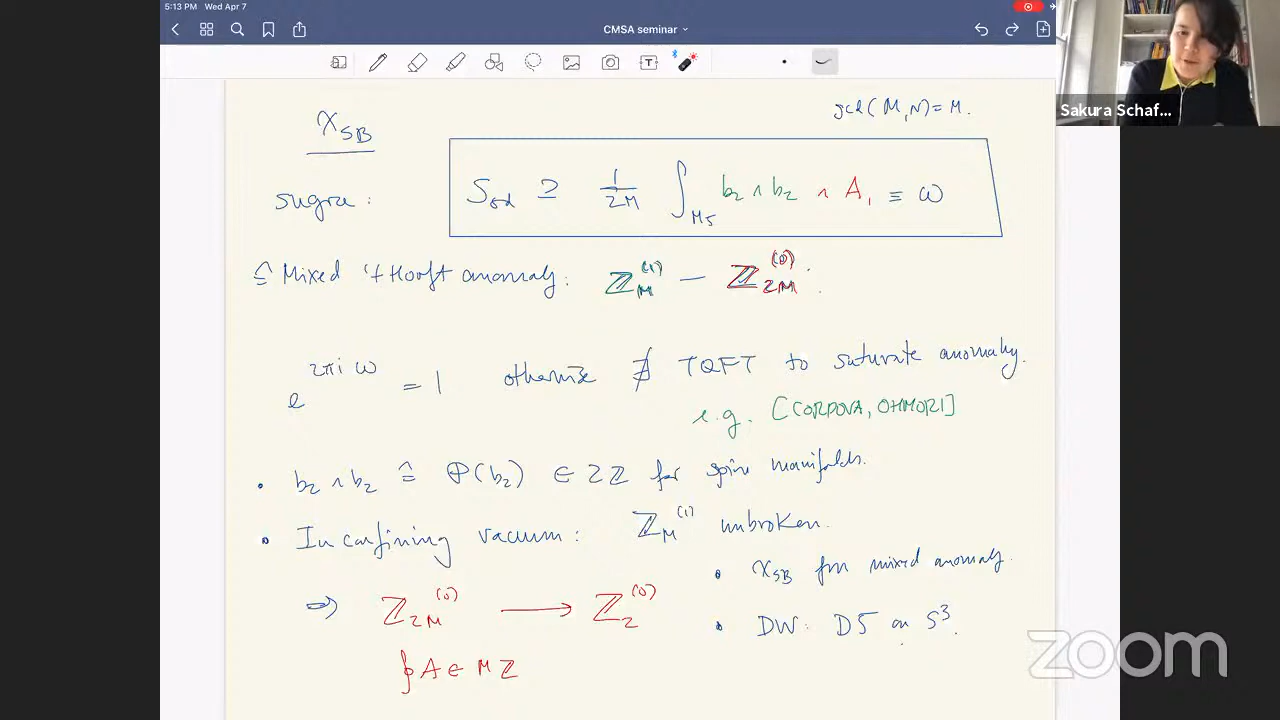 5:13 PM Wed Apr 7
CMSA seminar
Sakura Schaf...
χSB
gcd(M,N)=M.
sugra:
S5d ⊇ 1/2M ∫M5 b2 ∧ b2 ∧ A1 ≡ ω
≙ Mixed 't Hooft anomaly: ℤM^(1) — ℤ2M^(0) :
e^2πiω = 1 otherwise ∄ TQFT to saturate anomaly.
e.g. [CORDOVA, OHMORI]
• b2 ∧ b2 ≙ P(b2) ∈ 2ℤ for spin manifolds.
• In confining vacuum: ℤM^(1) unbroken.
⇒ ℤ2M^(0) → ℤ2^(0)
∮ A ∈ Mℤ
• χSB from mixed anomaly.
• DW: D5 on S^3.
zoom